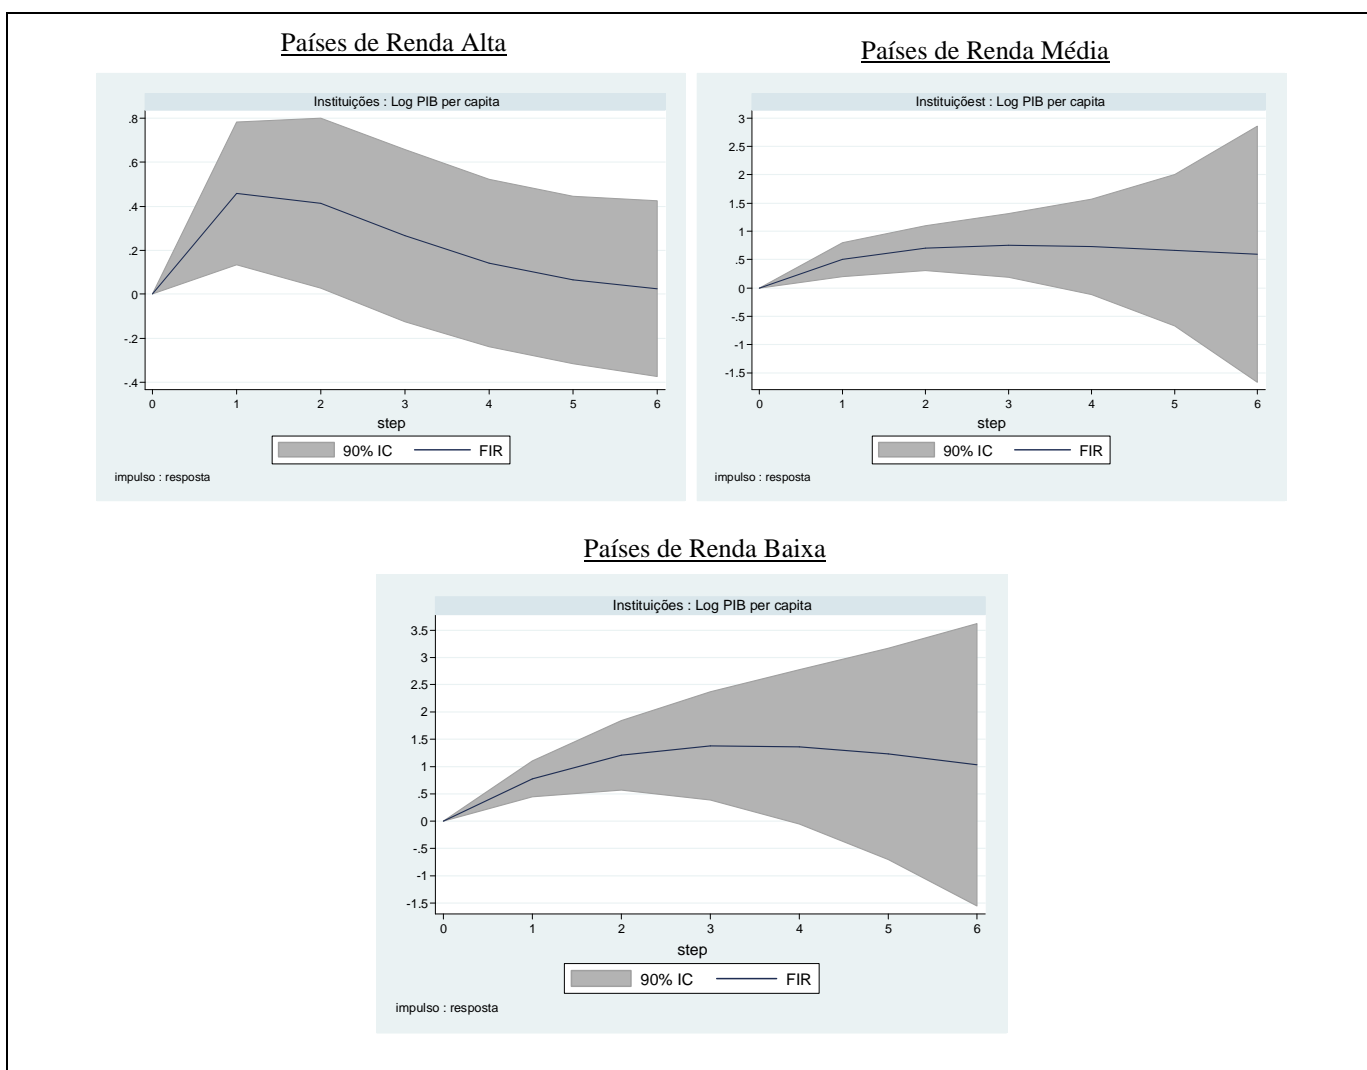 Países de Renda Alta
Instituições : Log PIB per capita
.8
.6
.4
.2
0
-.2
-.4
0 1 2 3 4 5 6
step
90% IC FIR
impulso : resposta
Países de Renda Média
Instituiçõest : Log PIB per capita
3
2.5
2
1.5
1
.5
0
-.5
-1
-1.5
0 1 2 3 4 5 6
step
90% IC FIR
impulso : resposta
Países de Renda Baixa
Instituições : Log PIB per capita
3.5
3
2.5
2
1.5
1
.5
0
-.5
-1
-1.5
0 1 2 3 4 5 6
step
90% IC FIR
impulso : resposta